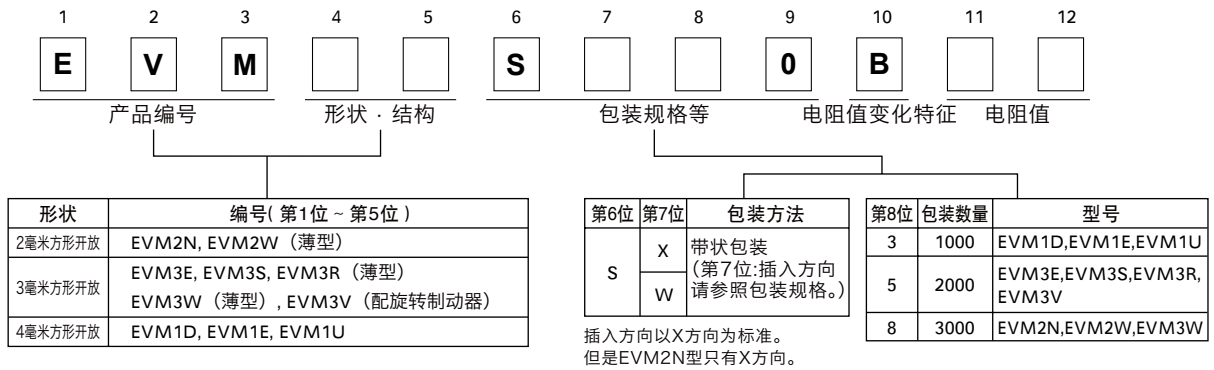 1 2 3 4 5 6 7 8 9 10 11 12
E V M S 0 B
产品编号 形状 · 结构 包装规格等 电阻值变化特征 电阻值
形状 编号( 第1位 ~ 第5位 )
2毫米方形开放 EVM2N, EVM2W（薄型）
3毫米方形开放 EVM3E, EVM3S, EVM3R（薄型）
EVM3W（薄型）, EVM3V（配旋转制动器）
4毫米方形开放 EVM1D, EVM1E, EVM1U
第6位 第7位 包装方法
S X 带状包装
(第7位:插入方向
W 请参照包装规格。)
插入方向以X方向为标准。
但是EVM2N型只有X方向。
第8位 包装数量 型号
3 1000 EVM1D,EVM1E,EVM1U
5 2000 EVM3E,EVM3S,EVM3R,
EVM3V
8 3000 EVM2N,EVM2W,EVM3W